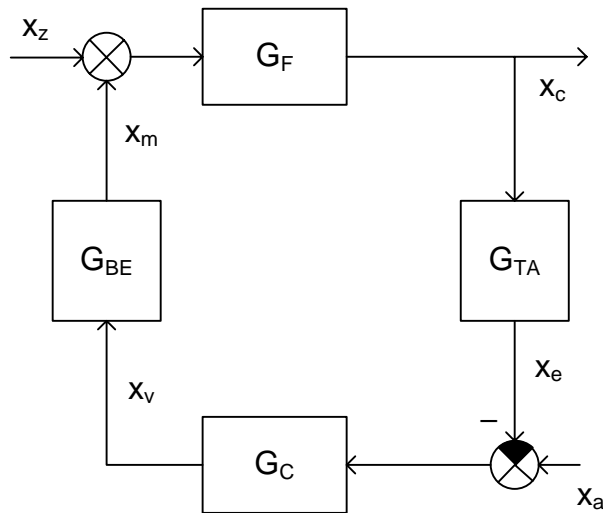 x_z
G_F
x_c
x_m
G_BE
G_TA
x_v
x_e
–
G_C
x_a